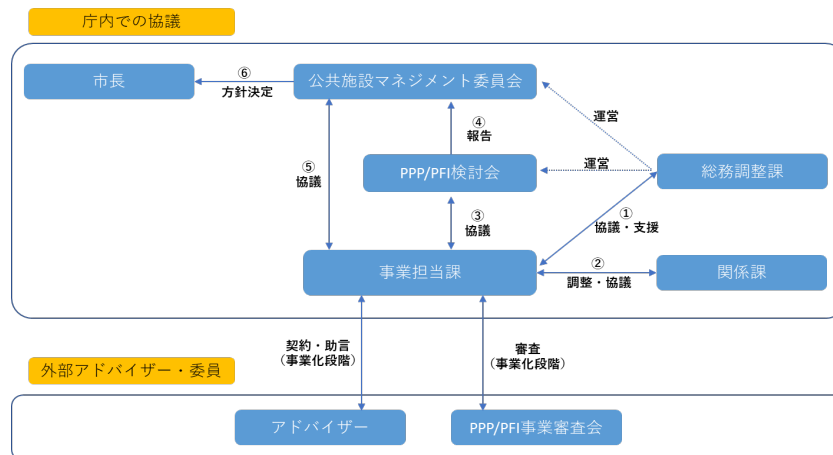 庁内での協議
市長
⑥
方針決定
公共施設マネジメント委員会
④
報告
運営
⑤
協議
PPP/PFI検討会
運営
総務調整課
③
協議
①
協議・支援
事業担当課
②
調整・協議
関係課
契約・助言
（事業化段階）
審査
（事業化段階）
外部アドバイザー・委員
アドバイザー
PPP/PFI事業審査会